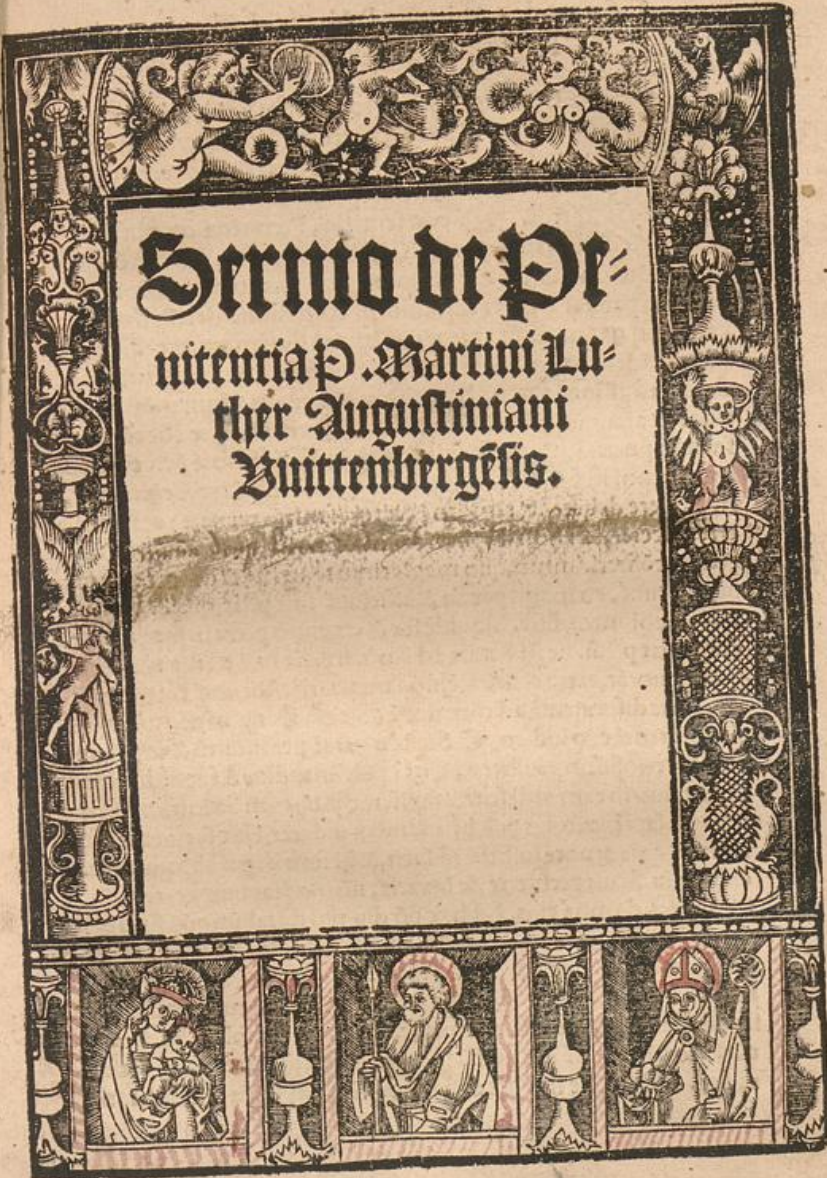 Sermo de Pe⸗
nitentia P. Martini Lu⸗
ther Augustiniani
Vuittenbergẽsis.